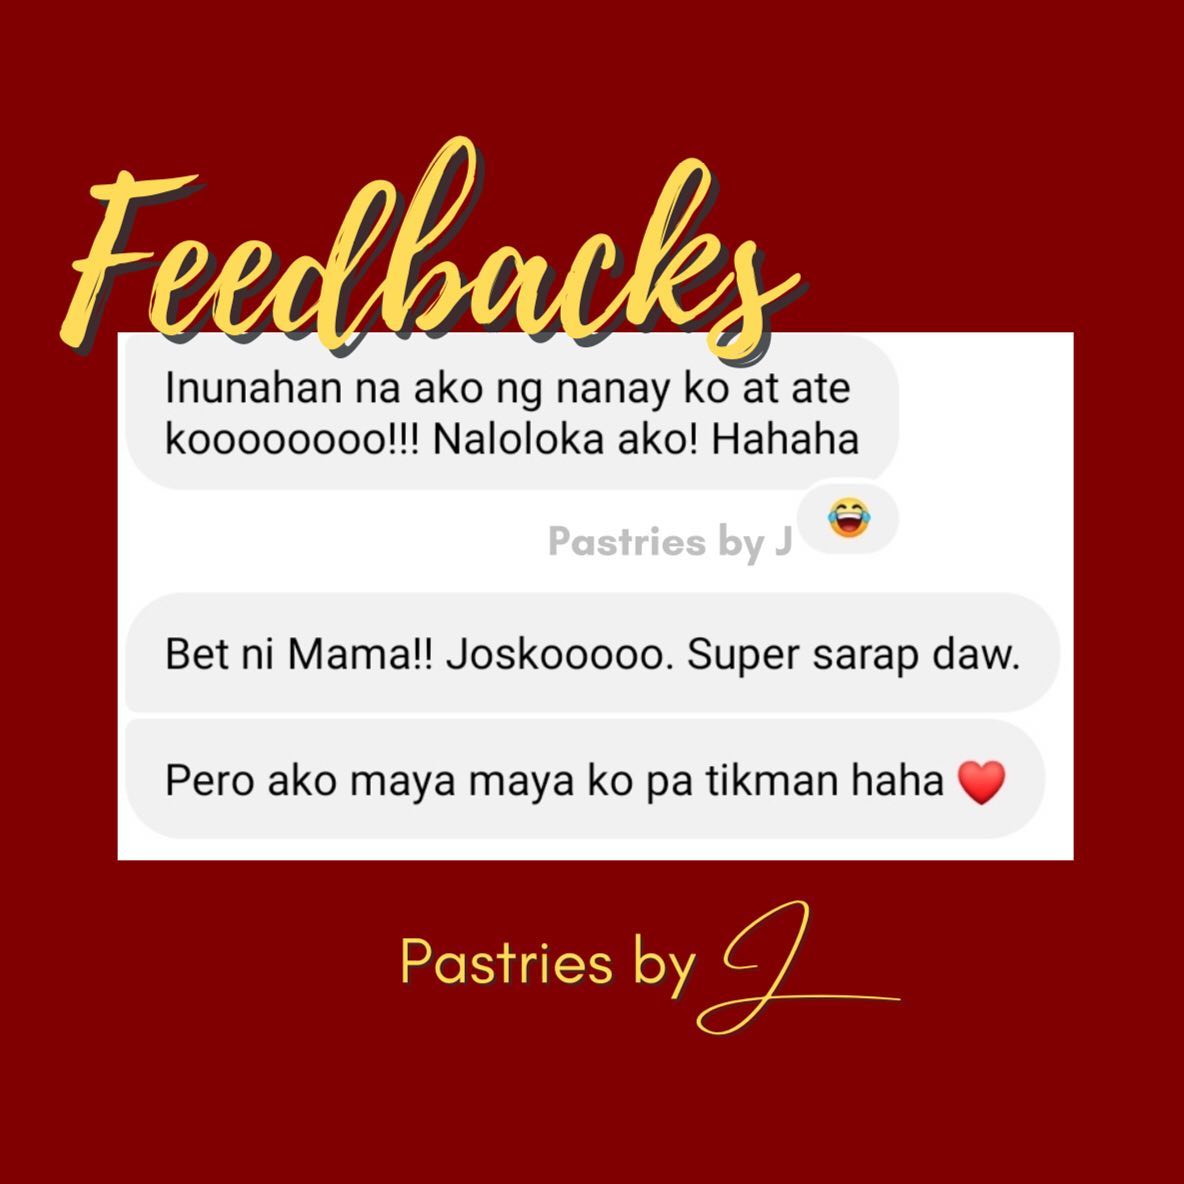 Feedbacks
Inunahan na ako ng nanay ko at ate
koooooooo!!! Naloloka ako! Hahaha
😂
Pastries by J
Bet ni Mama!! Joskooooo. Super sarap daw.
Pero ako maya maya ko pa tikman haha ❤️
Pastries by J